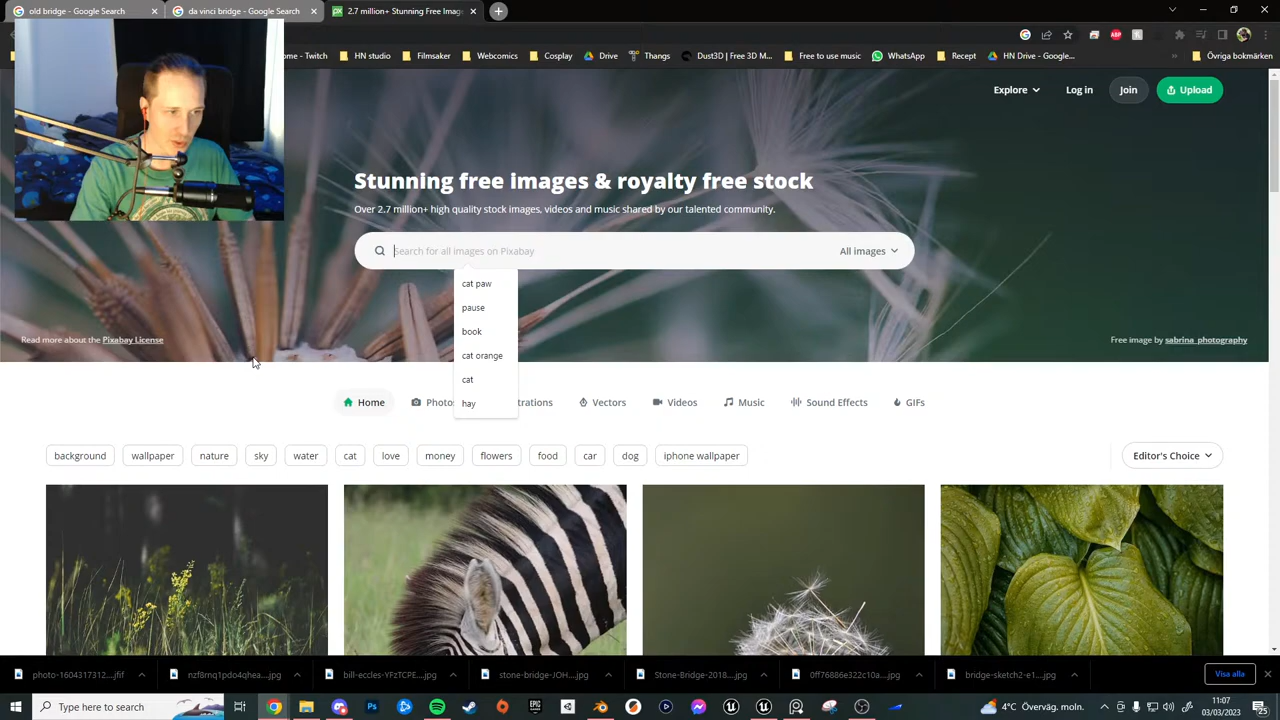 old bridge - Google Search
da vinci bridge - Google Search
2.7 million+ Stunning Free Imag
Home - Twitch
HN studio
Filmsaker
Webcomics
Cosplay
Drive
Thangs
Dust3D | Free 3D M...
Free to use music
WhatsApp
Recept
HN Drive - Google...
Övriga bokmärken
Explore
Log in
Join
Upload
Stunning free images & royalty free stock
Over 2.7 million+ high quality stock images, videos and music shared by our talented community.
Search for all images on Pixabay
All images
cat paw
pause
book
cat orange
cat
hay
Read more about the Pixabay License
Free image by sabrina_photography
Home
Photos
Vectors
Videos
Music
Sound Effects
GIFs
background
wallpaper
nature
sky
water
cat
love
money
flowers
food
car
dog
iphone wallpaper
Editor's Choice
photo-1604317312....jfif
nzf8rnq1pdo4qhea....jpg
bill-eccles-YFzTCPE....jpg
stone-bridge-JOH....jpg
Stone-Bridge-2018....jpg
0ff76886e322c10a....jpg
bridge-sketch2-e1....jpg
Visa alla
Type here to search
4°C Överväg. moln.
11:07
03/03/2023